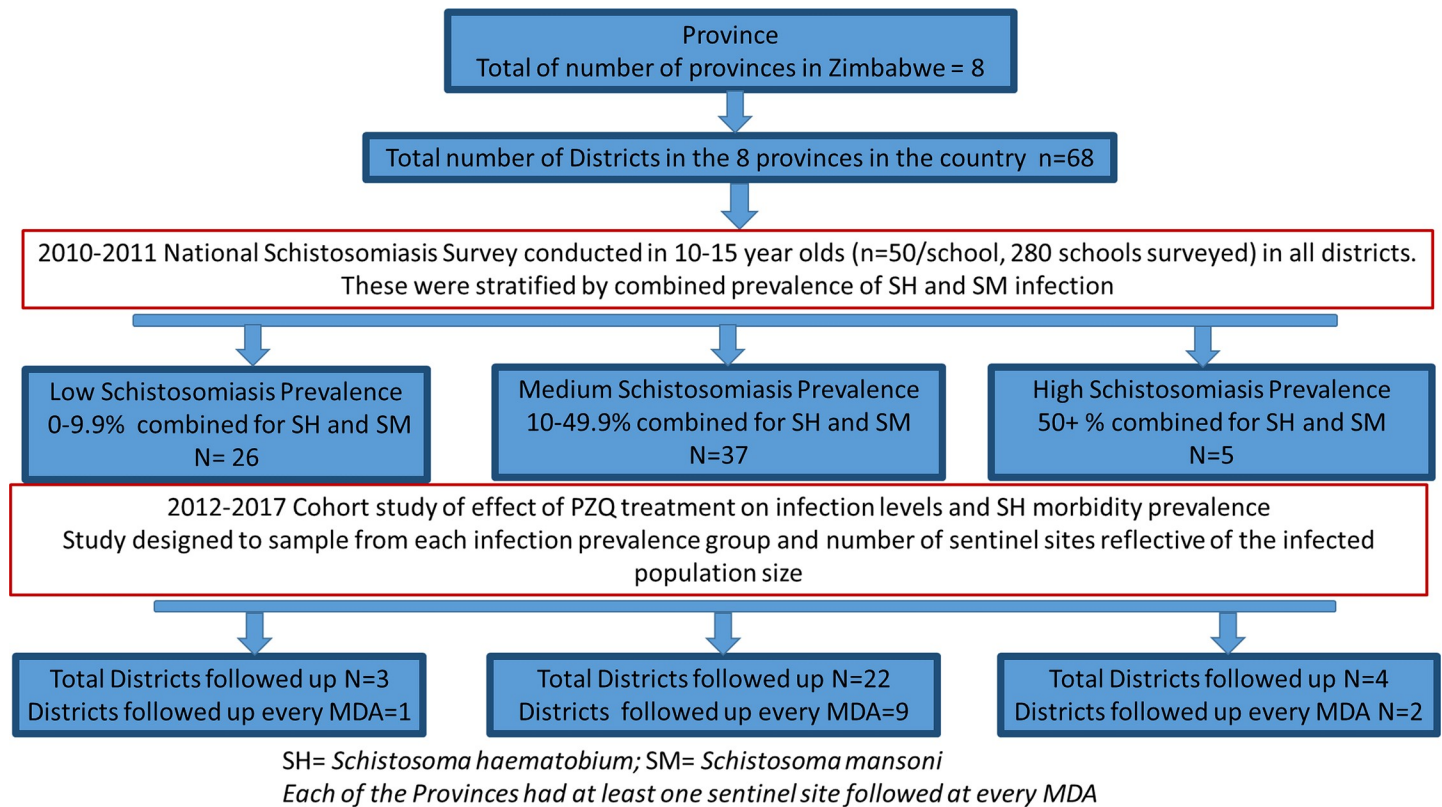 Province
Total of number of provinces in Zimbabwe = 8
Total number of Districts in the 8 provinces in the country n=68
2010-2011 National Schistosomiasis Survey conducted in 10-15 year olds (n=50/school, 280 schools surveyed) in all districts.
These were stratified by combined prevalence of SH and SM infection
Low Schistosomiasis Prevalence
0-9.9% combined for SH and SM
N= 26
Medium Schistosomiasis Prevalence
10-49.9% combined for SH and SM
N=37
High Schistosomiasis Prevalence
50+ % combined for SH and SM
N=5
2012-2017 Cohort study of effect of PZQ treatment on infection levels and SH morbidity prevalence
Study designed to sample from each infection prevalence group and number of sentinel sites reflective of the infected
population size
Total Districts followed up N=3
Districts followed up every MDA=1
Total Districts followed up N=22
Districts followed up every MDA=9
Total Districts followed up N=4
Districts followed up every MDA N=2
SH= Schistosoma haematobium; SM= Schistosoma mansoni
Each of the Provinces had at least one sentinel site followed at every MDA